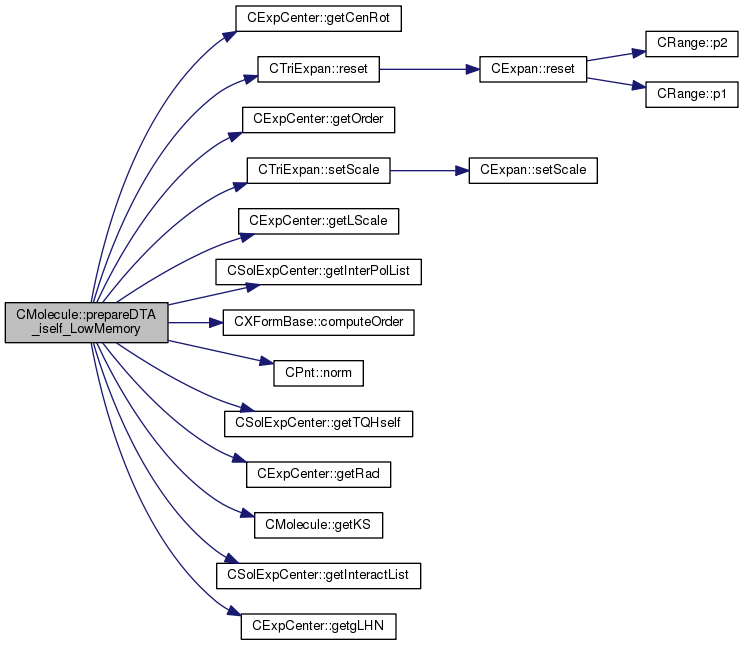 CExpCenter::getCenRot
CRange::p2
CTriExpan::reset
CExpan::reset
CRange::p1
CExpCenter::getOrder
CTriExpan::setScale
CExpan::setScale
CExpCenter::getLScale
CSolExpCenter::getInterPolList
CMolecule::prepareDTA
_iself_LowMemory
CXFormBase::computeOrder
CPnt::norm
CSolExpCenter::getTQHself
CExpCenter::getRad
CMolecule::getKS
CSolExpCenter::getInteractList
CExpCenter::getgLHN